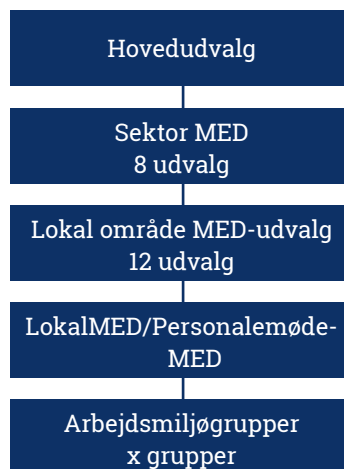 Hovedudvalg
Sektor MED
8 udvalg
Lokal område MED-udvalg
12 udvalg
LokalMED/Personalemøde-
MED
Arbejdsmiljøgrupper
x grupper